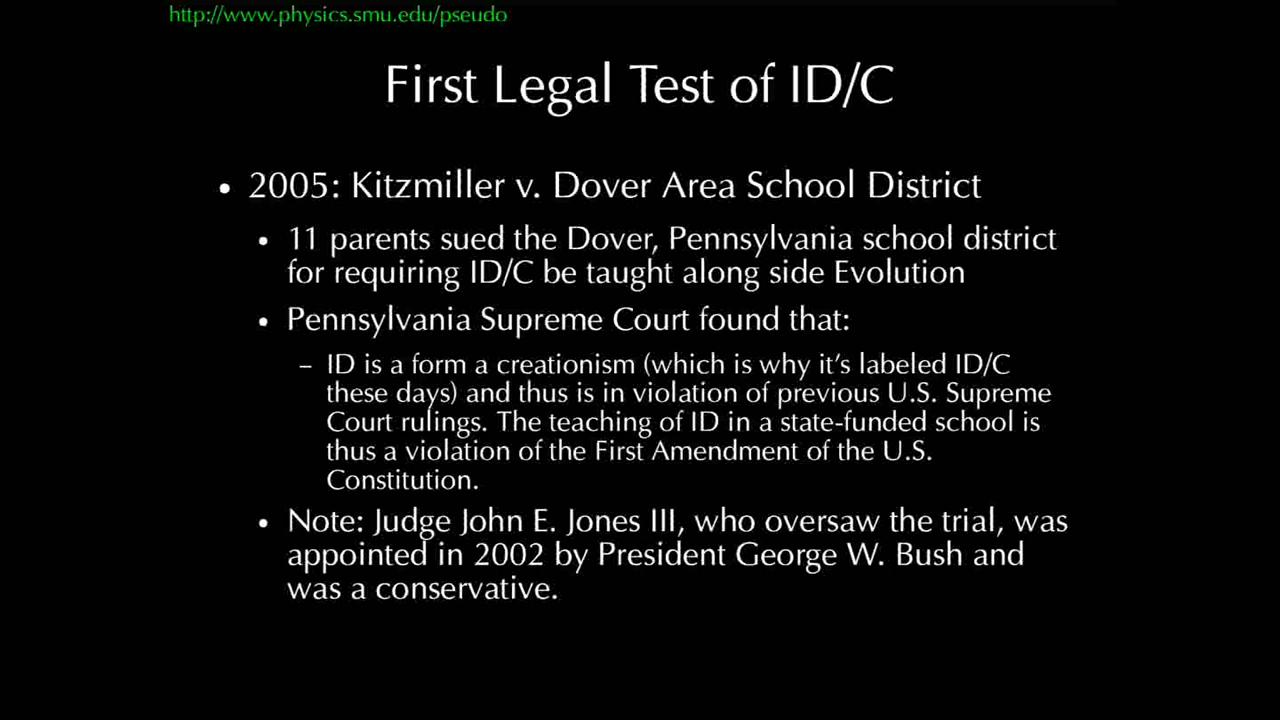 http://www.physics.smu.edu/pseudo
First Legal Test of ID/C
• 2005: Kitzmiller v. Dover Area School District
• 11 parents sued the Dover, Pennsylvania school district
for requiring ID/C be taught along side Evolution
• Pennsylvania Supreme Court found that:
– ID is a form a creationism (which is why it's labeled ID/C
these days) and thus is in violation of previous U.S. Supreme
Court rulings. The teaching of ID in a state-funded school is
thus a violation of the First Amendment of the U.S.
Constitution.
• Note: Judge John E. Jones III, who oversaw the trial, was
appointed in 2002 by President George W. Bush and
was a conservative.